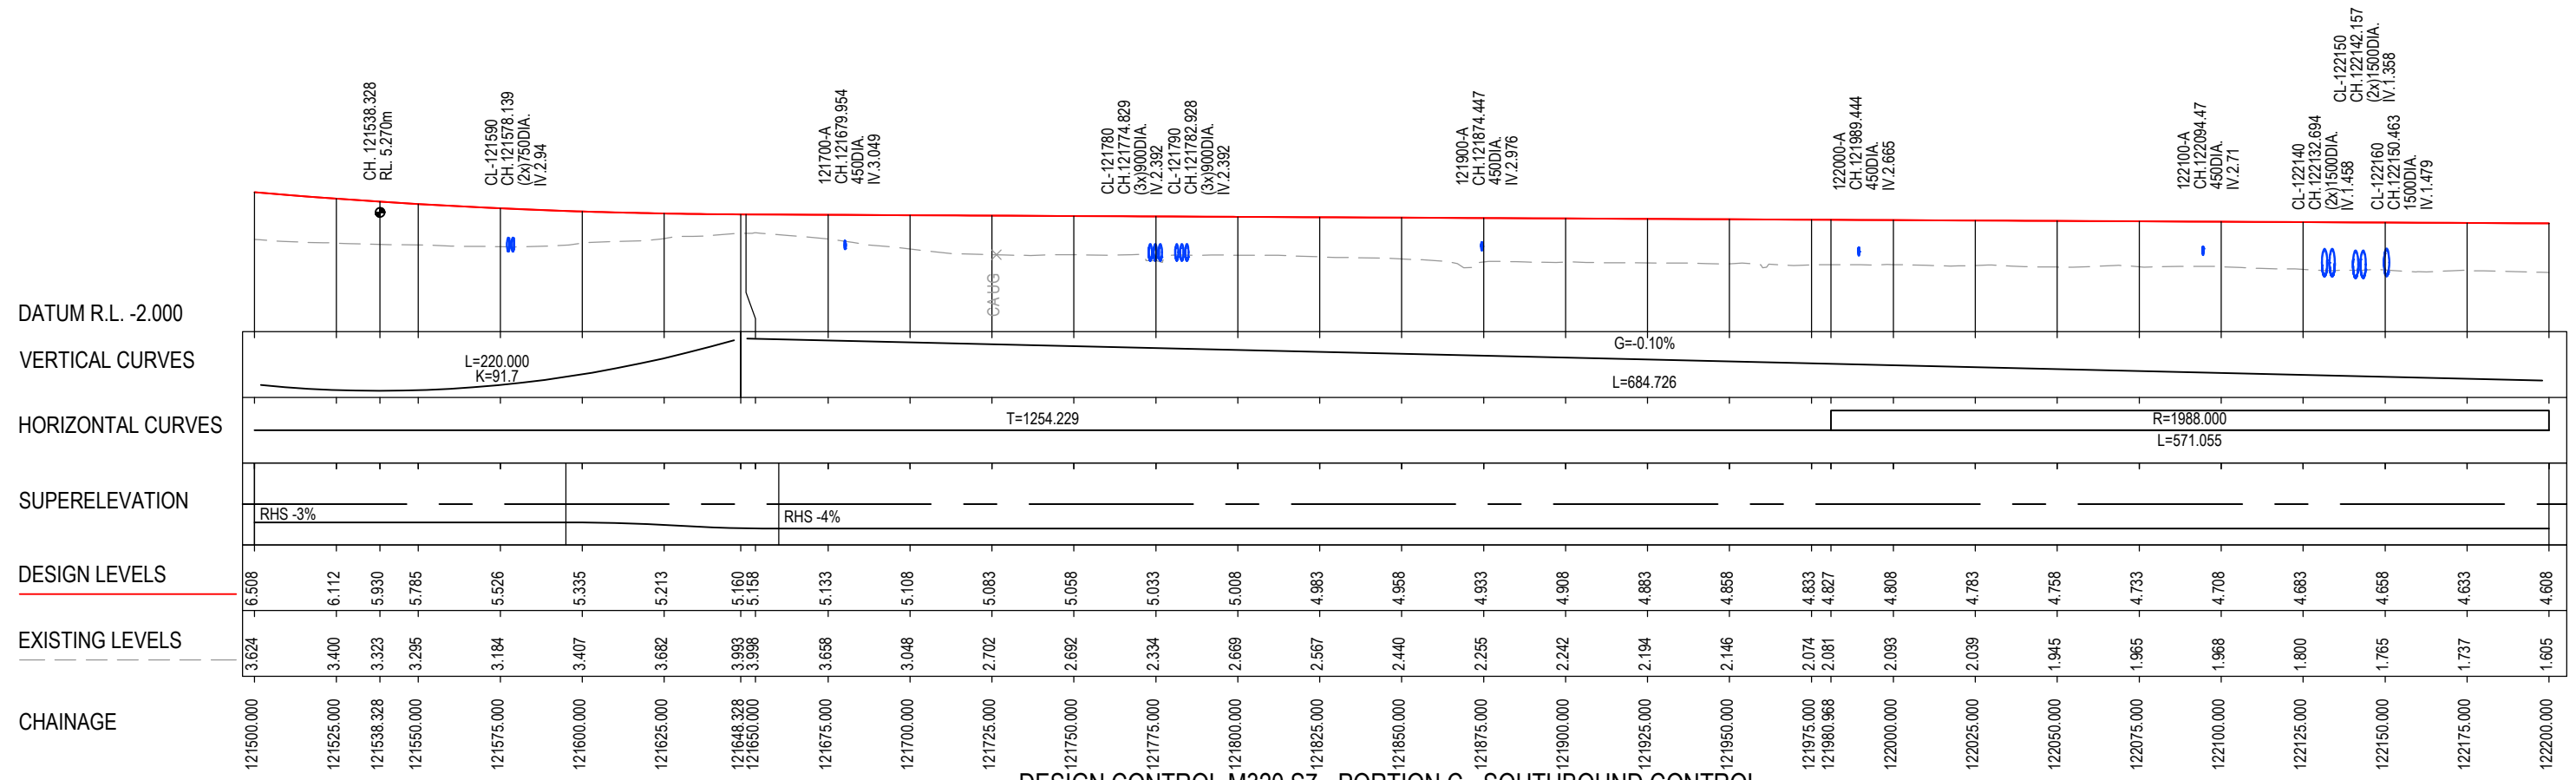 CL-122150
CH.122142.157
(2x)1500DIA.
IV.1.358
CH. 121538.328
RL. 5.270m
CL-121590
CH.121578.139
(2x)750DIA.
IV.2.94
121700-A
CH.121679.954
450DIA.
IV.3.049
CL-121780
CH.121774.829
(3x)900DIA.
IV.2.392
CL-121790
CH.121782.928
(3x)900DIA.
IV.2.392
121900-A
CH.121874.447
450DIA.
IV.2.976
122000-A
CH.121989.444
450DIA.
IV.2.665
122100-A
CH.122094.47
450DIA.
IV.2.71
CL-122140
CH.122132.694
(2x)1500DIA.
IV.1.458
CL-122160
CH.122150.463
1500DIA.
IV.1.479
CAUG X
DATUM R.L. -2.000
VERTICAL CURVES
L=220.000
K=91.7
G=-0.10%
L=684.726
HORIZONTAL CURVES
T=1254.229
R=1988.000
L=571.055
SUPERELEVATION
RHS -3%
RHS -4%
DESIGN LEVELS
6.508 6.112 5.930 5.785 5.526 5.335 5.213 5.160 5.158 5.133 5.108 5.083 5.058 5.033 5.008 4.983 4.958 4.933 4.908 4.883 4.858 4.833 4.827 4.808 4.783 4.758 4.733 4.708 4.683 4.658 4.633 4.608
EXISTING LEVELS
3.624 3.400 3.323 3.295 3.184 3.407 3.682 3.993 3.998 3.658 3.048 2.702 2.692 2.334 2.669 2.567 2.440 2.255 2.242 2.194 2.146 2.074 2.081 2.093 2.039 1.945 1.965 1.968 1.800 1.765 1.737 1.605
CHAINAGE
121500.000 121525.000 121538.328 121550.000 121575.000 121600.000 121625.000 121648.328 121650.000 121675.000 121700.000 121725.000 121750.000 121775.000 121800.000 121825.000 121850.000 121875.000 121900.000 121925.000 121950.000 121975.000 121980.968 122000.000 122025.000 122050.000 122075.000 122100.000 122125.000 122150.000 122175.000 122200.000
DESIGN CONTROL M320 S7 - PORTION C - SOUTHBOUND CONTROL